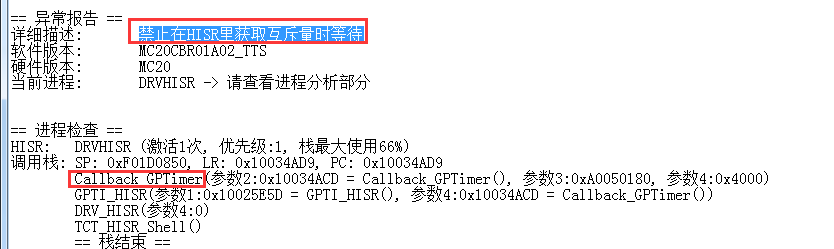 == 异常报告 ==
详细描述: 禁止在HISR里获取互斥量时等待
软件版本: MC20CBR01A02_TTS
硬件版本: MC20
当前进程: DRVHISR -> 请查看进程分析部分
== 进程检查 ==
HISR: DRVHISR (激活1次, 优先级:1, 栈最大使用66%)
调用栈: SP: 0xF01D0850, LR: 0x10034AD9, PC: 0x10034AD9
Callback_GPTimer(参数2:0x10034ACD = Callback_GPTimer(), 参数3:0xA0050180, 参数4:0x4000)
GPTI_HISR(参数1:0x10025E5D = GPTI_HISR(), 参数4:0x10034ACD = Callback_GPTimer())
DRV_HISR(参数4:0)
TCT_HISR_Shell()
== 栈结束 ==